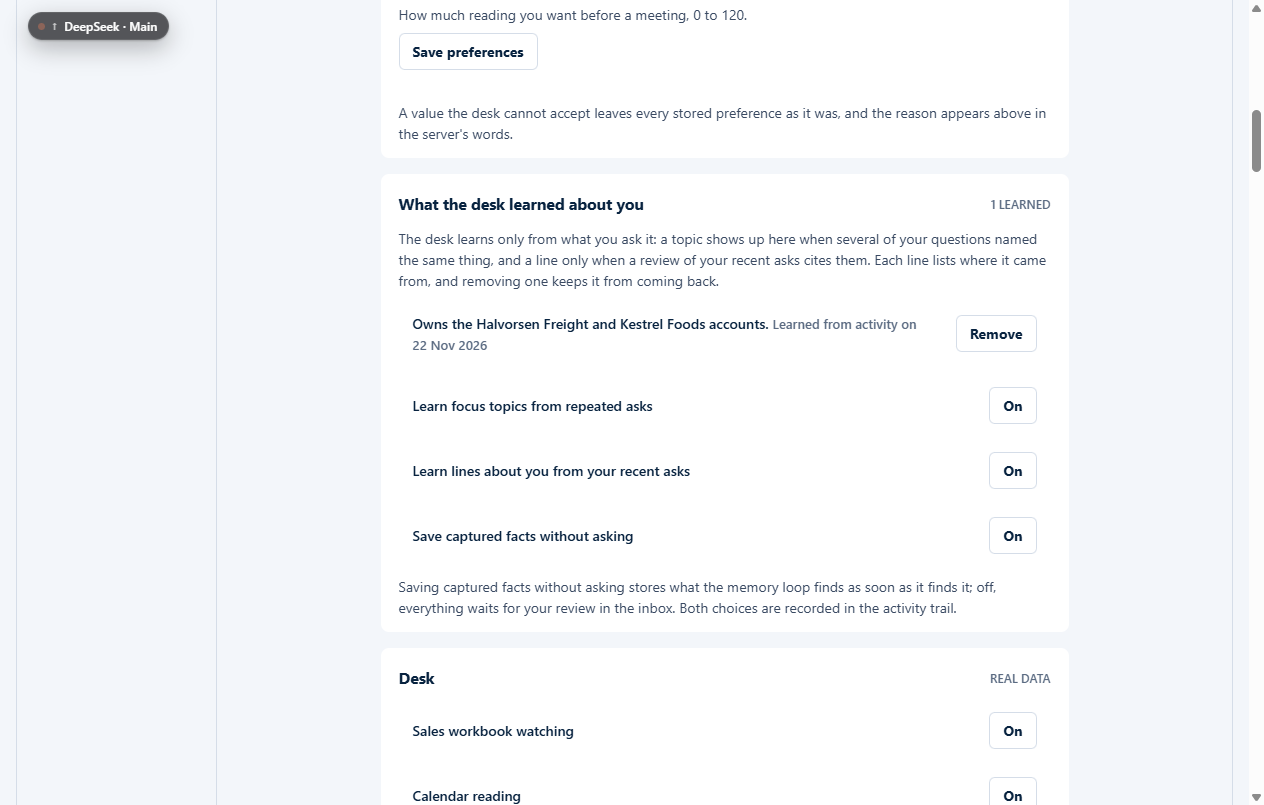 ↑ DeepSeek · Main
How much reading you want before a meeting, 0 to 120.
Save preferences
A value the desk cannot accept leaves every stored preference as it was, and the reason appears above in
the server's words.
What the desk learned about you
1 LEARNED
The desk learns only from what you ask it: a topic shows up here when several of your questions named
the same thing, and a line only when a review of your recent asks cites them. Each line lists where it came
from, and removing one keeps it from coming back.
Owns the Halvorsen Freight and Kestrel Foods accounts. Learned from activity on
22 Nov 2026
Remove
Learn focus topics from repeated asks
On
Learn lines about you from your recent asks
On
Save captured facts without asking
On
Saving captured facts without asking stores what the memory loop finds as soon as it finds it; off,
everything waits for your review in the inbox. Both choices are recorded in the activity trail.
Desk
REAL DATA
Sales workbook watching
On
Calendar reading
On